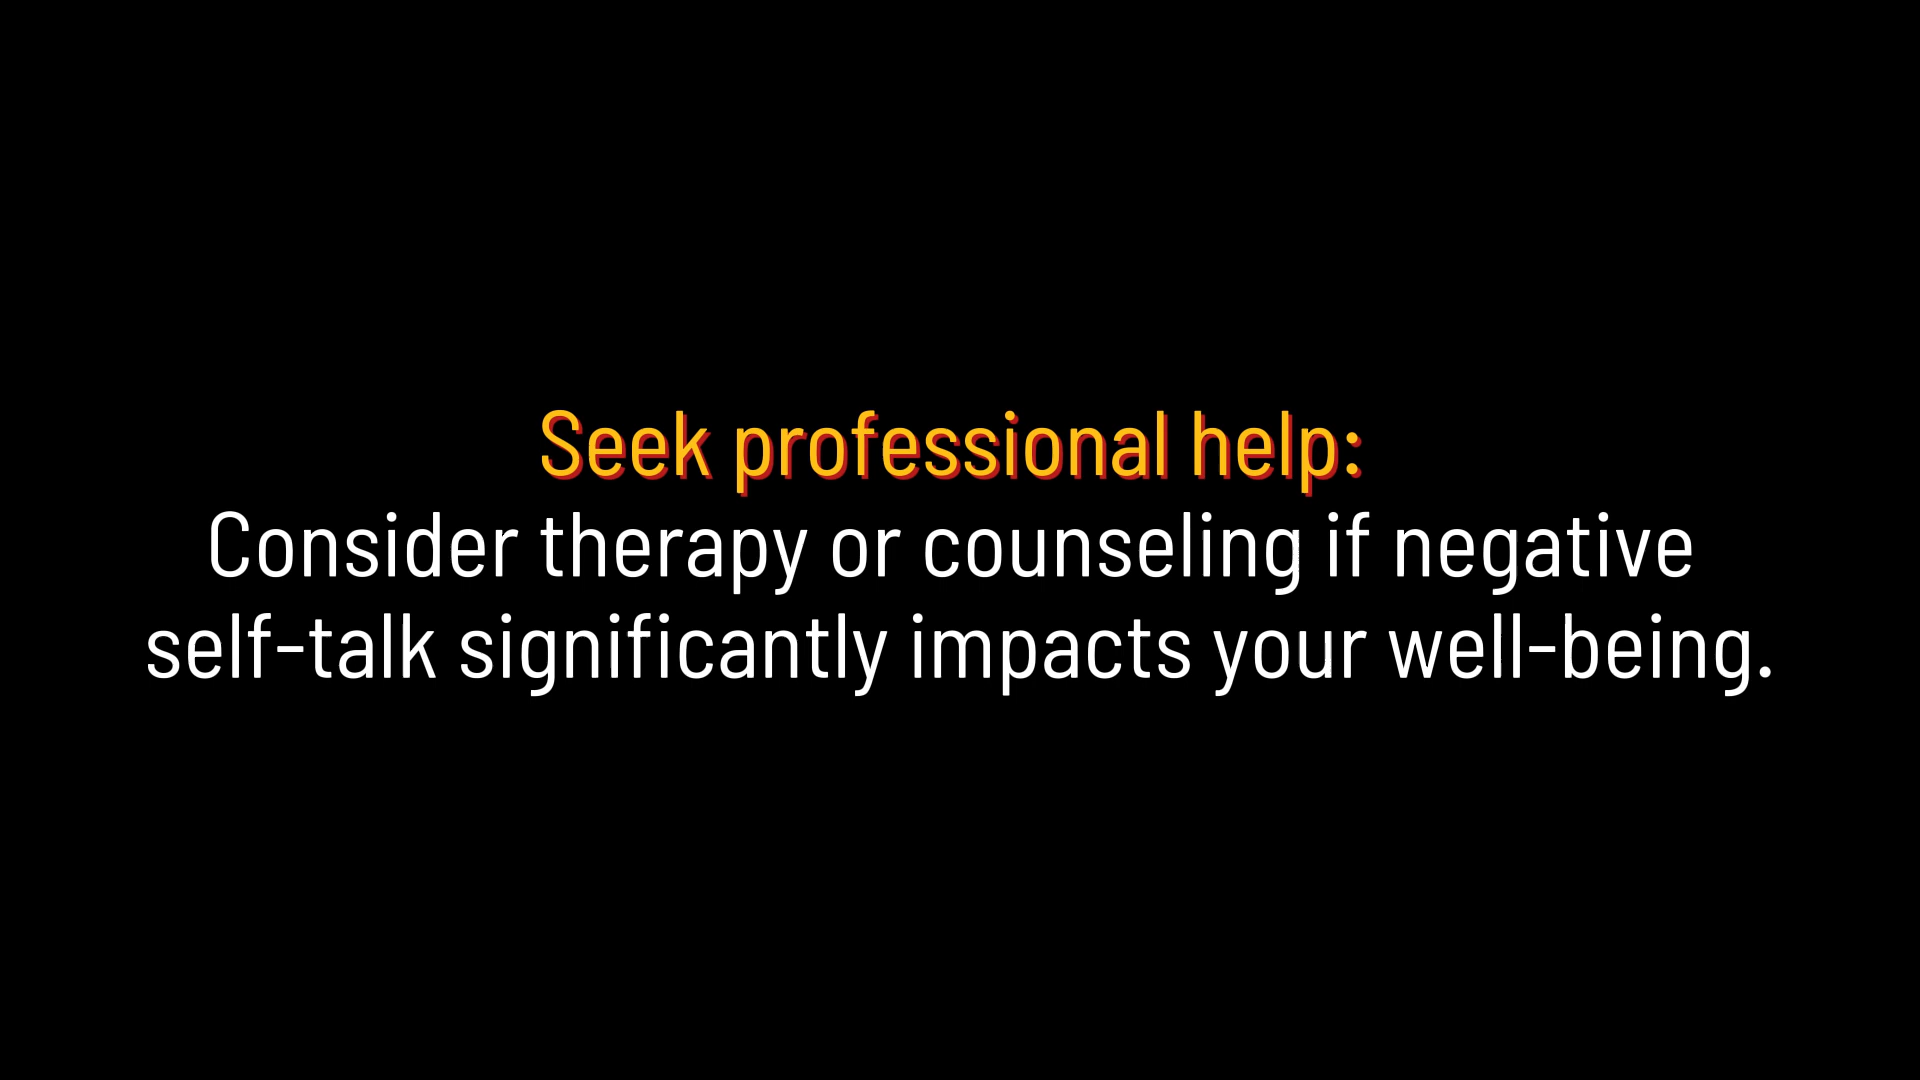 Seek professional help:
Consider therapy or counseling if negative
self-talk significantly impacts your well-being.